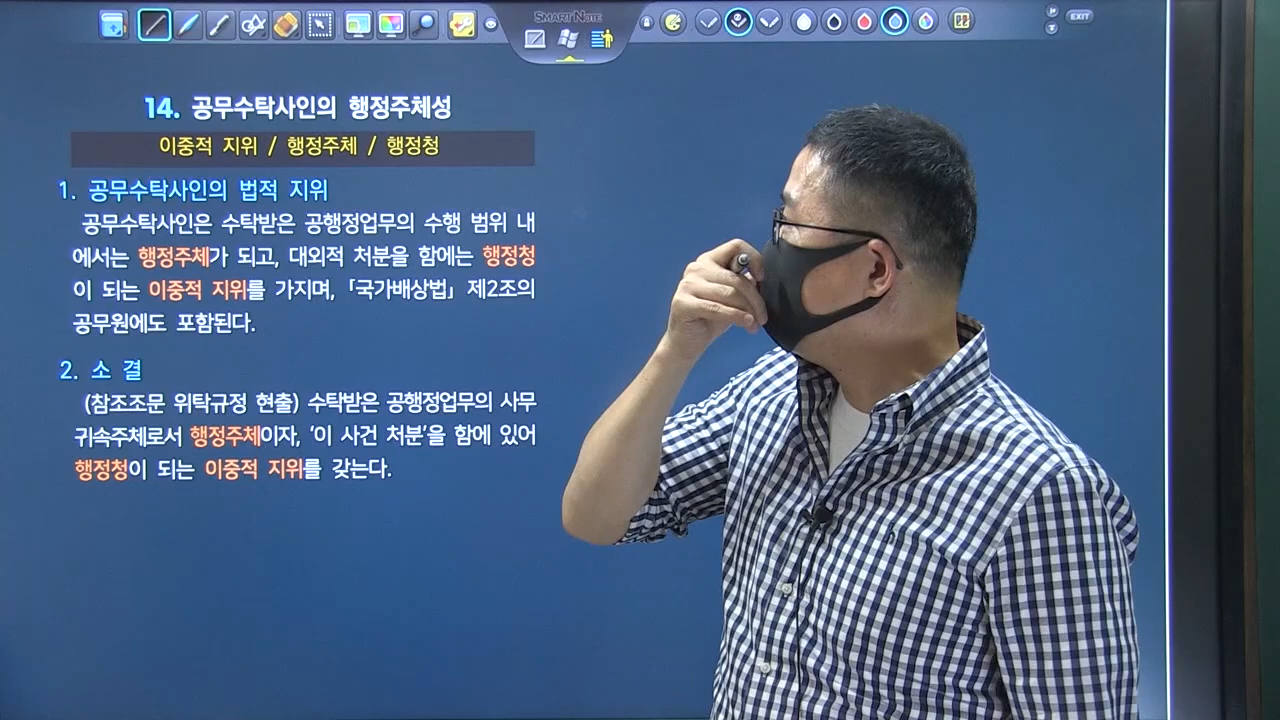 SMART NOTE
EXIT
14. 공무수탁사인의 행정주체성
이중적 지위 / 행정주체 / 행정청
1. 공무수탁사인의 법적 지위
공무수탁사인은 수탁받은 공행정업무의 수행 범위 내
에서는 행정주체가 되고, 대외적 처분을 함에는 행정청
이 되는 이중적 지위를 가지며, 「국가배상법」 제2조의
공무원에도 포함된다.
2. 소 결
(참조조문 위탁규정 현출) 수탁받은 공행정업무의 사무
귀속주체로서 행정주체이자, '이 사건 처분'을 함에 있어
행정청이 되는 이중적 지위를 갖는다.